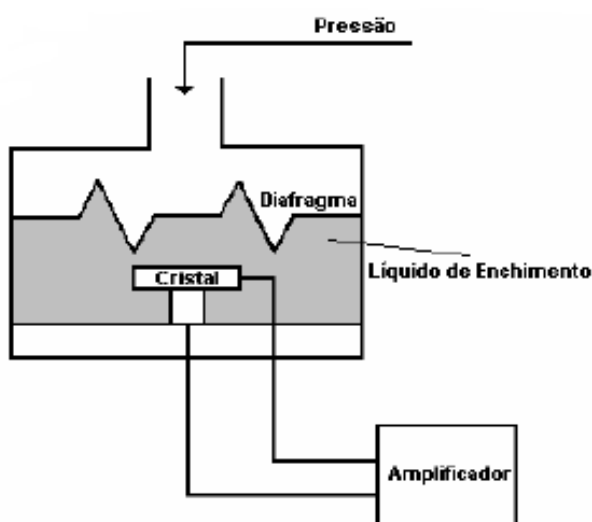 Pressão
Diafragma
Líquido de Enchimento
Cristal
Amplificador